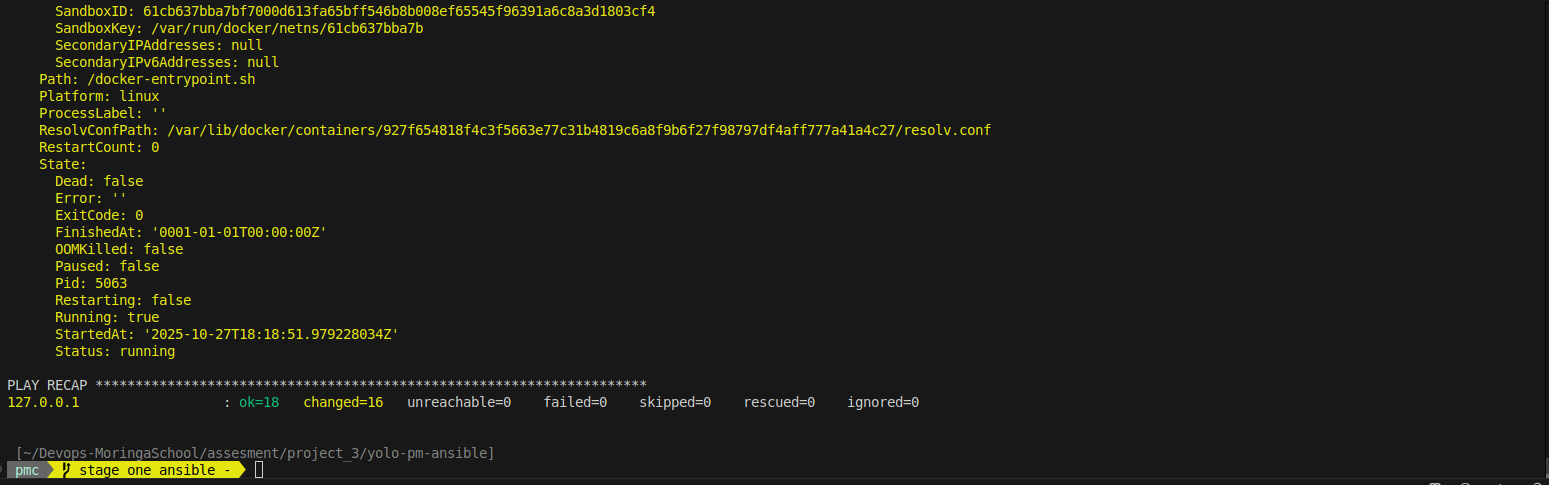 SandboxID: 61cb637bba7bf7000d613fa65bff546b8b008ef65545f96391a6c8a3d1803cf4
SandboxKey: /var/run/docker/netns/61cb637bba7b
SecondaryIPAddresses: null
SecondaryIPv6Addresses: null
Path: /docker-entrypoint.sh
Platform: linux
ProcessLabel: ''
ResolvConfPath: /var/lib/docker/containers/927f654818f4c3f5663e77c31b4819c6a8f9b6f27f98797df4aff777a41a4c27/resolv.conf
RestartCount: 0
State:
Dead: false
Error: ''
ExitCode: 0
FinishedAt: '0001-01-01T00:00:00Z'
OOMKilled: false
Paused: false
Pid: 5063
Restarting: false
Running: true
StartedAt: '2025-10-27T18:18:51.979228034Z'
Status: running
PLAY RECAP *********************************************************************
127.0.0.1 : ok=18 changed=16 unreachable=0 failed=0 skipped=0 rescued=0 ignored=0
[~/Devops-MoringaSchool/assesment/project_3/yolo-pm-ansible]
pmc stage one ansible -